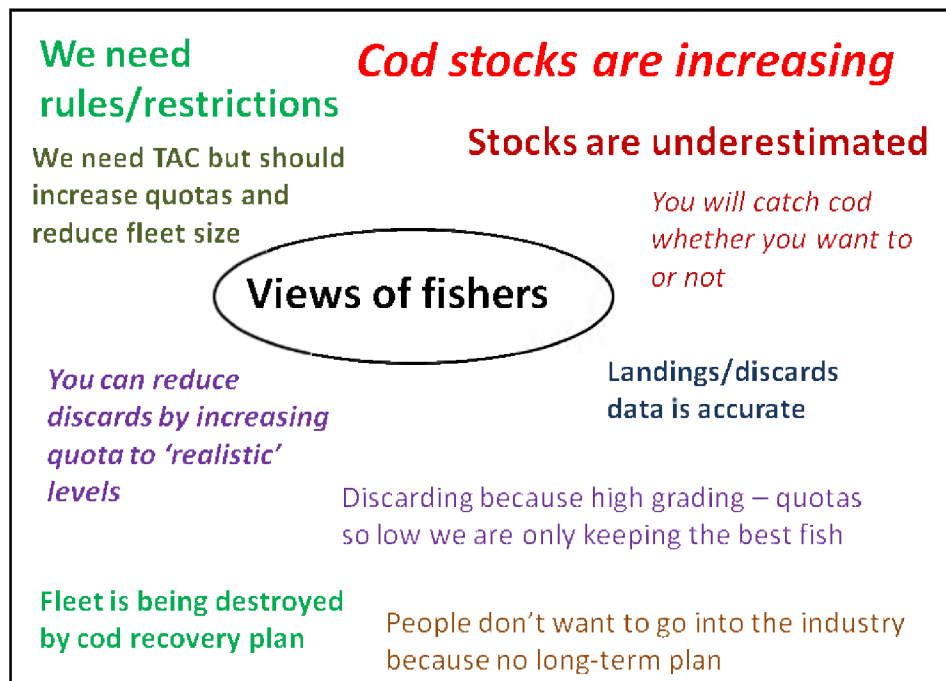 We need
rules/restrictions
Cod stocks are increasing
Stocks are underestimated
We need TAC but should
increase quotas and
reduce fleet size
You will catch cod
whether you want to
or not
Views of fishers
You can reduce
discards by increasing
quota to ‘realistic’
levels
Landings/discards
data is accurate
Discarding because high grading – quotas
so low we are only keeping the best fish
Fleet is being destroyed
by cod recovery plan
People don’t want to go into the industry
because no long-term plan